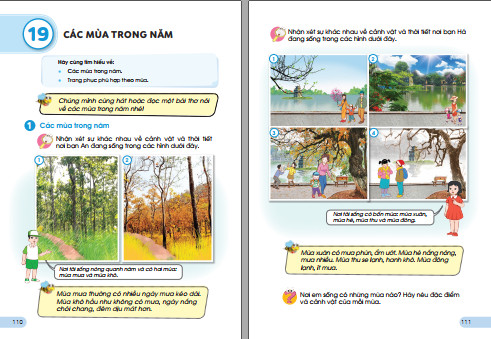 19
CÁC MÙA TRONG NĂM
Hãy cùng tìm hiểu về:
Các mùa trong năm.
Trang phục phù hợp theo mùa.
Chúng mình cùng hát hoặc đọc một bài thơ nói
về các mùa trong năm nhé!
1 Các mùa trong năm
Nhận xét sự khác nhau về cảnh vật và thời tiết
nơi bạn An đang sống trong các hình dưới đây.
1
2
Nơi tôi sống nóng quanh năm và có hai mùa:
mùa mưa và mùa khô.
Mùa mưa thường có nhiều ngày mưa kéo dài.
Mùa khô hầu như không có mưa, ngày nắng
chói chang, đêm dịu mát hơn.
110
Nhận xét sự khác nhau về cảnh vật và thời tiết nơi bạn Hà
đang sống trong các hình dưới đây.
1
2
3
4
Nơi tôi sống có bốn mùa: mùa xuân,
mùa hè, mùa thu và mùa đông.
Mùa xuân có mưa phùn, ẩm ướt. Mùa hè nắng nóng,
mưa nhiều. Mùa thu se lạnh, hanh khô. Mùa đông
lạnh, ít mưa.
Nơi em sống có những mùa nào? Hãy nêu đặc điểm
và cảnh vật của mỗi mùa.
111